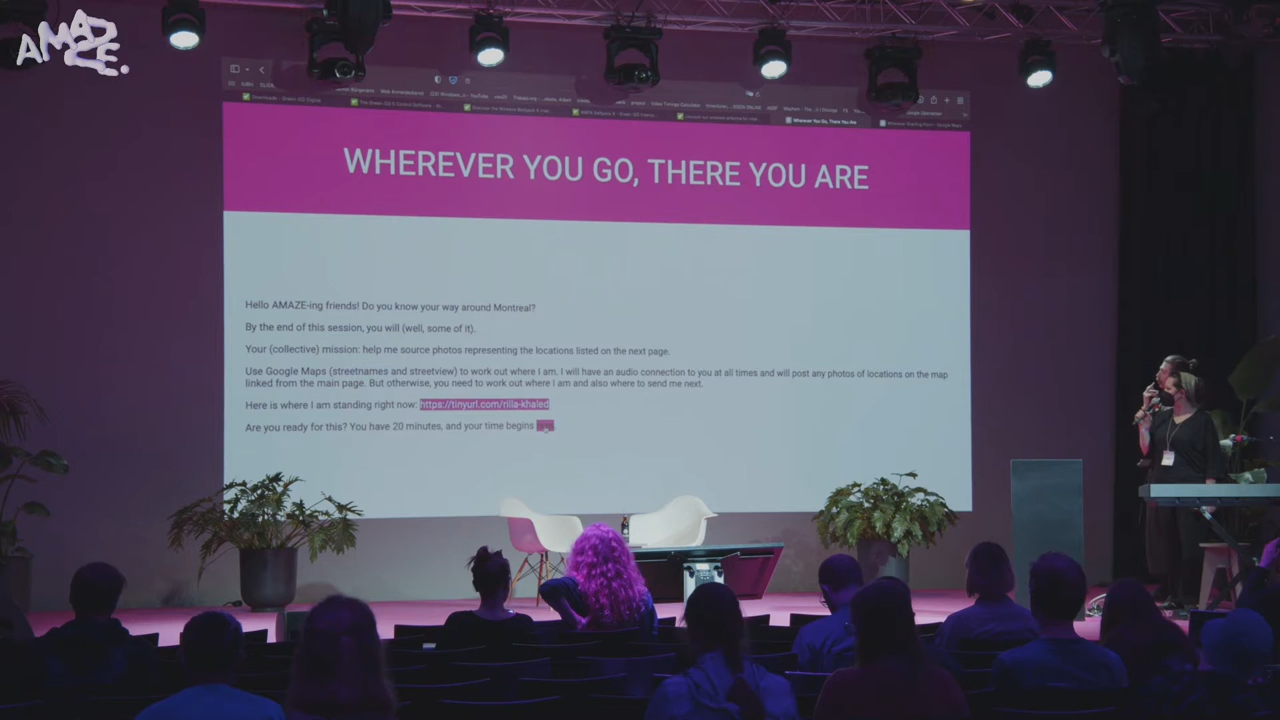 AMAZE.
WHEREVER YOU GO, THERE YOU ARE
Hello AMAZE-ing friends! Do you know your way around Montreal?
By the end of this session, you will (well, some of it).
Your (collective) mission: help me source photos representing the locations listed on the next page.
Use Google Maps (streetnames and streetview) to work out where I am. I will have an audio connection to you at all times and will post any photos of locations on the map
linked from the main page. But otherwise, you need to work out where I am and also where to send me next.
Here is where I am standing right now: https://tinyurl.com/rilla-khaled
Are you ready for this? You have 20 minutes, and your time begins